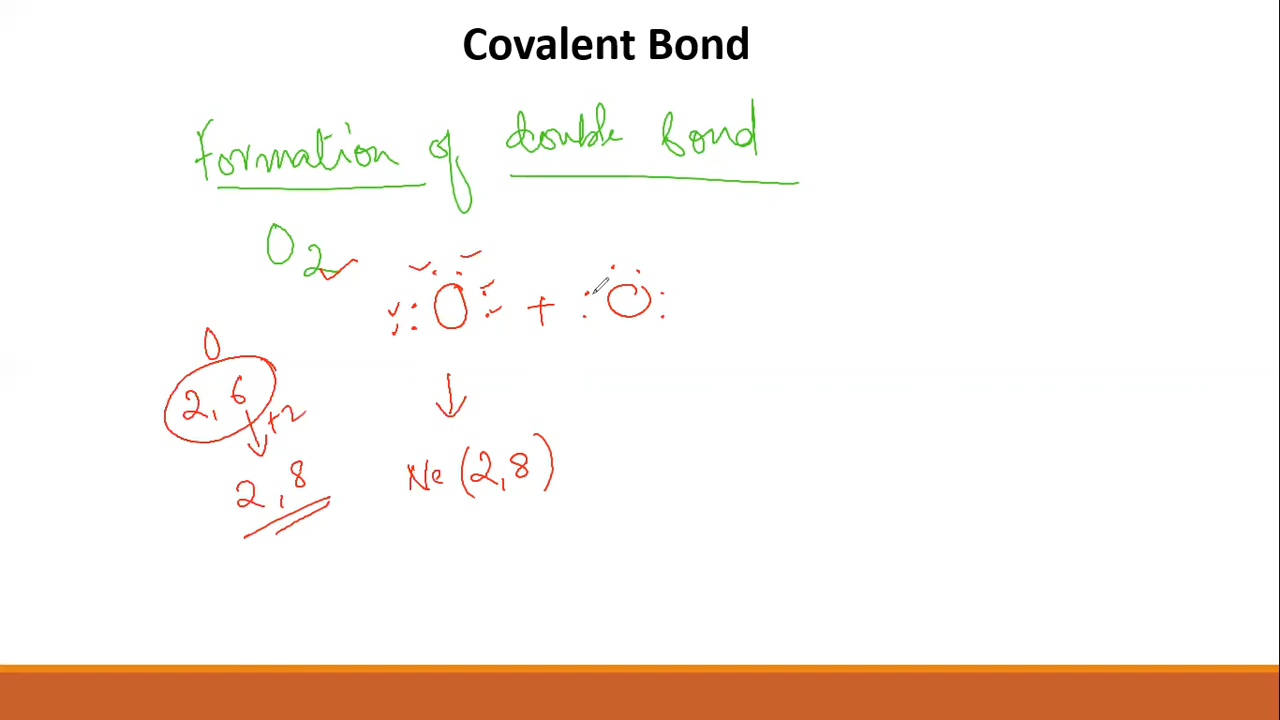 Covalent Bond
Formation of double bond
O2
:O: + :O:
O
2, 6
+2
2, 8
Ne (2,8)